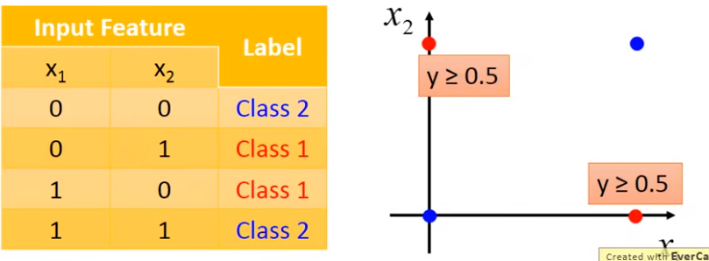 Input Feature
Label
x₁ x₂
0 0 Class 2
0 1 Class 1
1 0 Class 1
1 1 Class 2
x₂
y ≥ 0.5
y ≥ 0.5
Created with EverCa